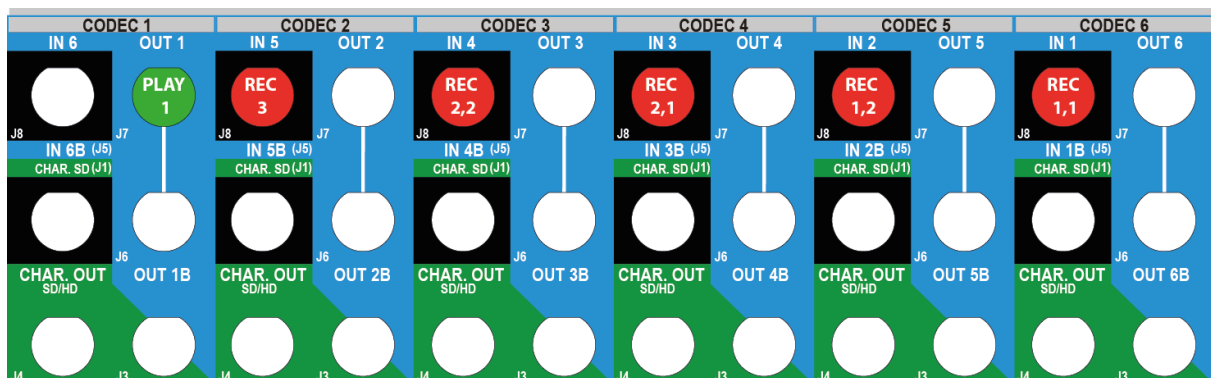 CODEC 1 CODEC 2 CODEC 3 CODEC 4 CODEC 5 CODEC 6
IN 6 OUT 1 IN 5 OUT 2 IN 4 OUT 3 IN 3 OUT 4 IN 2 OUT 5 IN 1 OUT 6
PLAY REC REC REC REC REC
1 3 2,2 2,1 1,2 1,1
J8 J7 J8 J7 J8 J7 J8 J7 J8 J7 J8 J7
IN 6B (J5) IN 5B (J5) IN 4B (J5) IN 3B (J5) IN 2B (J5) IN 1B (J5)
CHAR. SD (J1) CHAR. SD (J1) CHAR. SD (J1) CHAR. SD (J1) CHAR. SD (J1) CHAR. SD (J1)
J6 J6 J6 J6 J6 J6
CHAR. OUT OUT 1B CHAR. OUT OUT 2B CHAR. OUT OUT 3B CHAR. OUT OUT 4B CHAR. OUT OUT 5B CHAR. OUT OUT 6B
SD/HD SD/HD SD/HD SD/HD SD/HD SD/HD
J4 J3 J4 J3 J4 J3 J4 J3 J4 J3 J4 J3